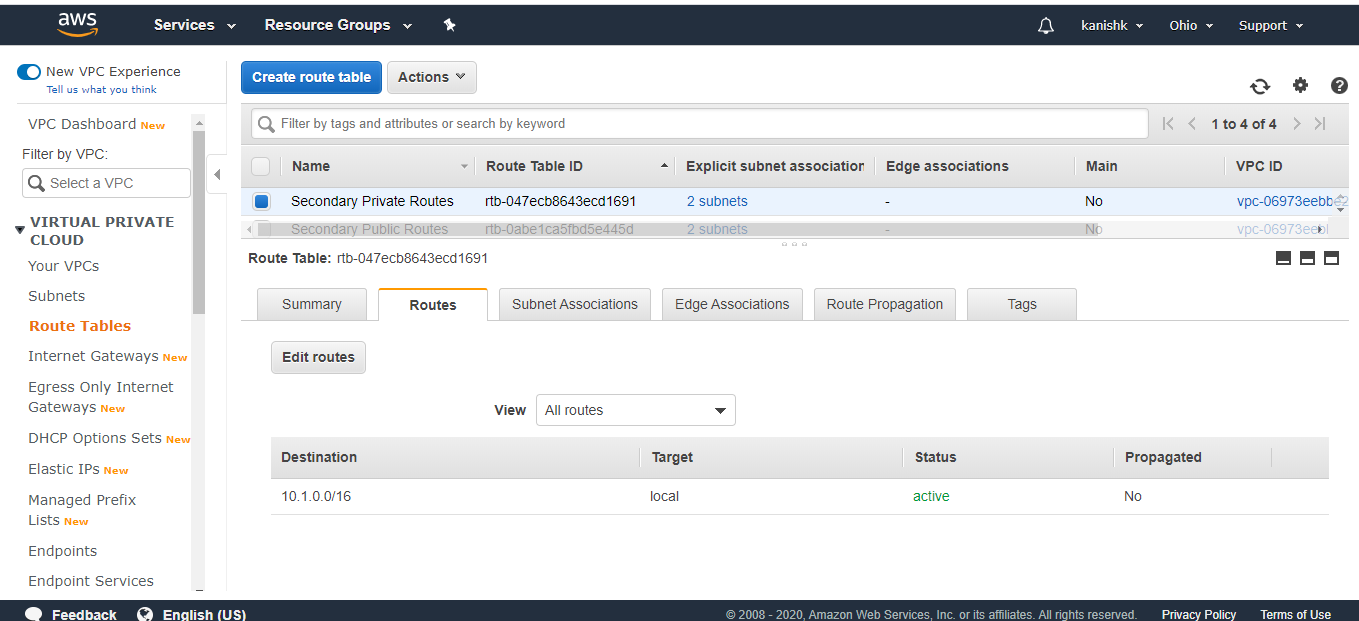 aws Services Resource Groups kanishk Ohio Support
New VPC Experience
Tell us what you think
VPC Dashboard New
Filter by VPC:
Select a VPC
VIRTUAL PRIVATE
CLOUD
Your VPCs
Subnets
Route Tables
Internet Gateways New
Egress Only Internet
Gateways New
DHCP Options Sets New
Elastic IPs New
Managed Prefix
Lists New
Endpoints
Endpoint Services
Create route table Actions
Filter by tags and attributes or search by keyword 1 to 4 of 4
Name Route Table ID Explicit subnet association Edge associations Main VPC ID
Secondary Private Routes rtb-047ecb8643ecd1691 2 subnets - No vpc-06973eebbe2
Secondary Public Routes rtb-0abe1ca5fbd5e445d 2 subnets - No vpc-06973eebl
Route Table: rtb-047ecb8643ecd1691
Summary Routes Subnet Associations Edge Associations Route Propagation Tags
Edit routes
View All routes
Destination Target Status Propagated
10.1.0.0/16 local active No
Feedback English (US) © 2008 - 2020, Amazon Web Services, Inc. or its affiliates. All rights reserved. Privacy Policy Terms of Use